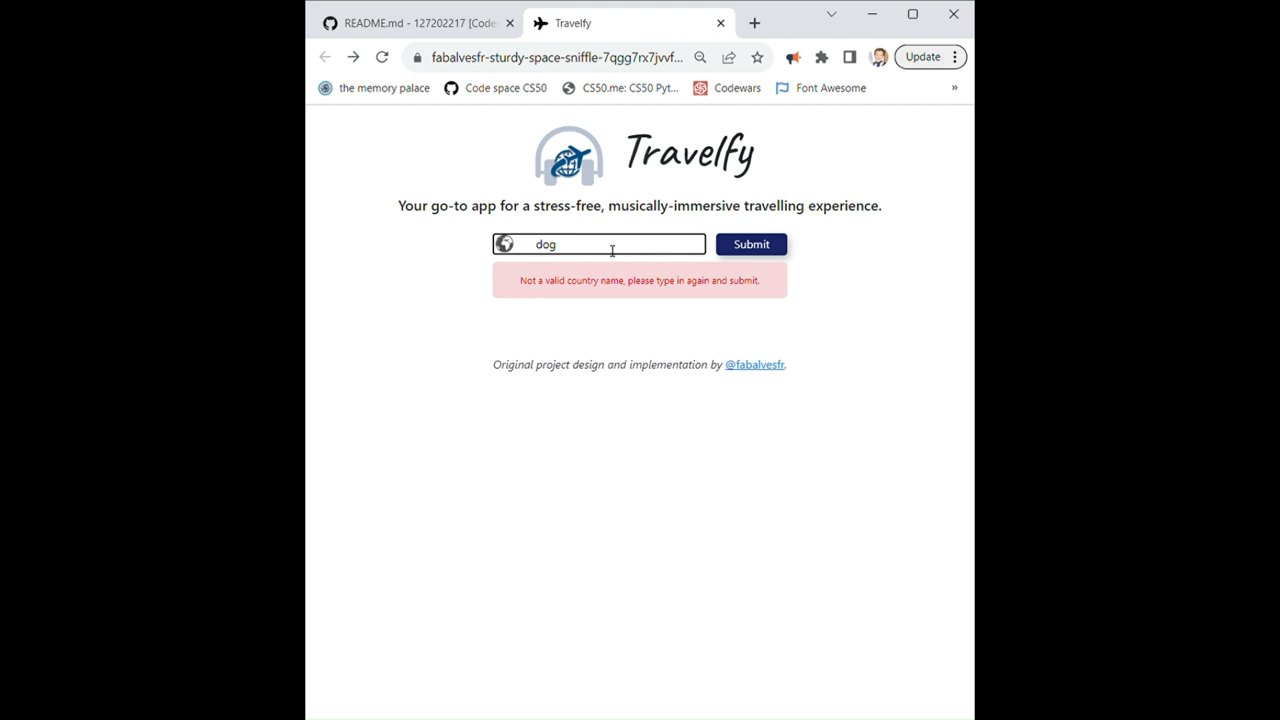 README.md - 127202217 [Code
Travelfy
fabalvesfr-sturdy-space-sniffle-7qgg7rx7jvvf...
Update
the memory palace
Code space CS50
CS50.me: CS50 Pyt...
Codewars
Font Awesome
»
Travelfy
Your go-to app for a stress-free, musically-immersive travelling experience.
dog
Submit
Not a valid country name, please type in again and submit.
Original project design and implementation by @fabalvesfr.